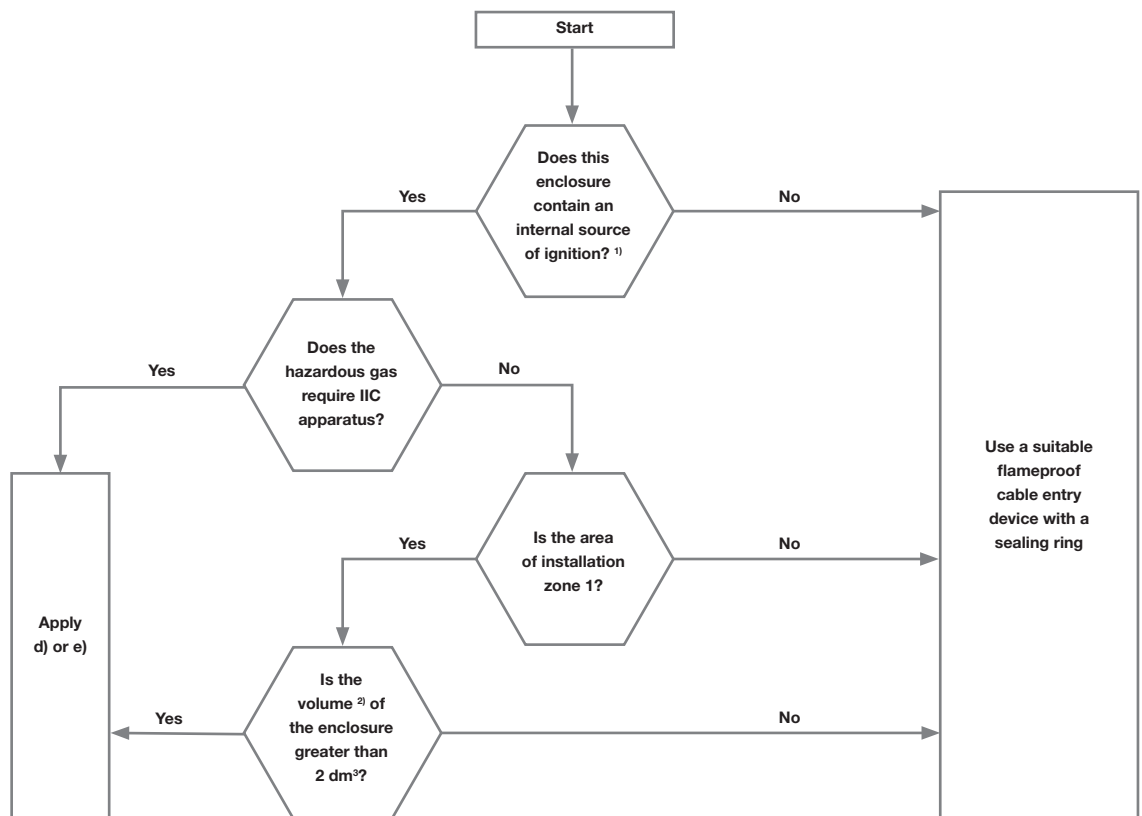 Start
Does this
enclosure
contain an
internal source
of ignition? ¹⁾
Yes
No
Does the
hazardous gas
require IIC
apparatus?
Yes
No
Use a suitable
flameproof
cable entry
device with a
sealing ring
Is the area
of installation
zone 1?
Yes
No
Apply
d) or e)
Is the
volume ²⁾ of
the enclosure
greater than
2 dm³?
Yes
No